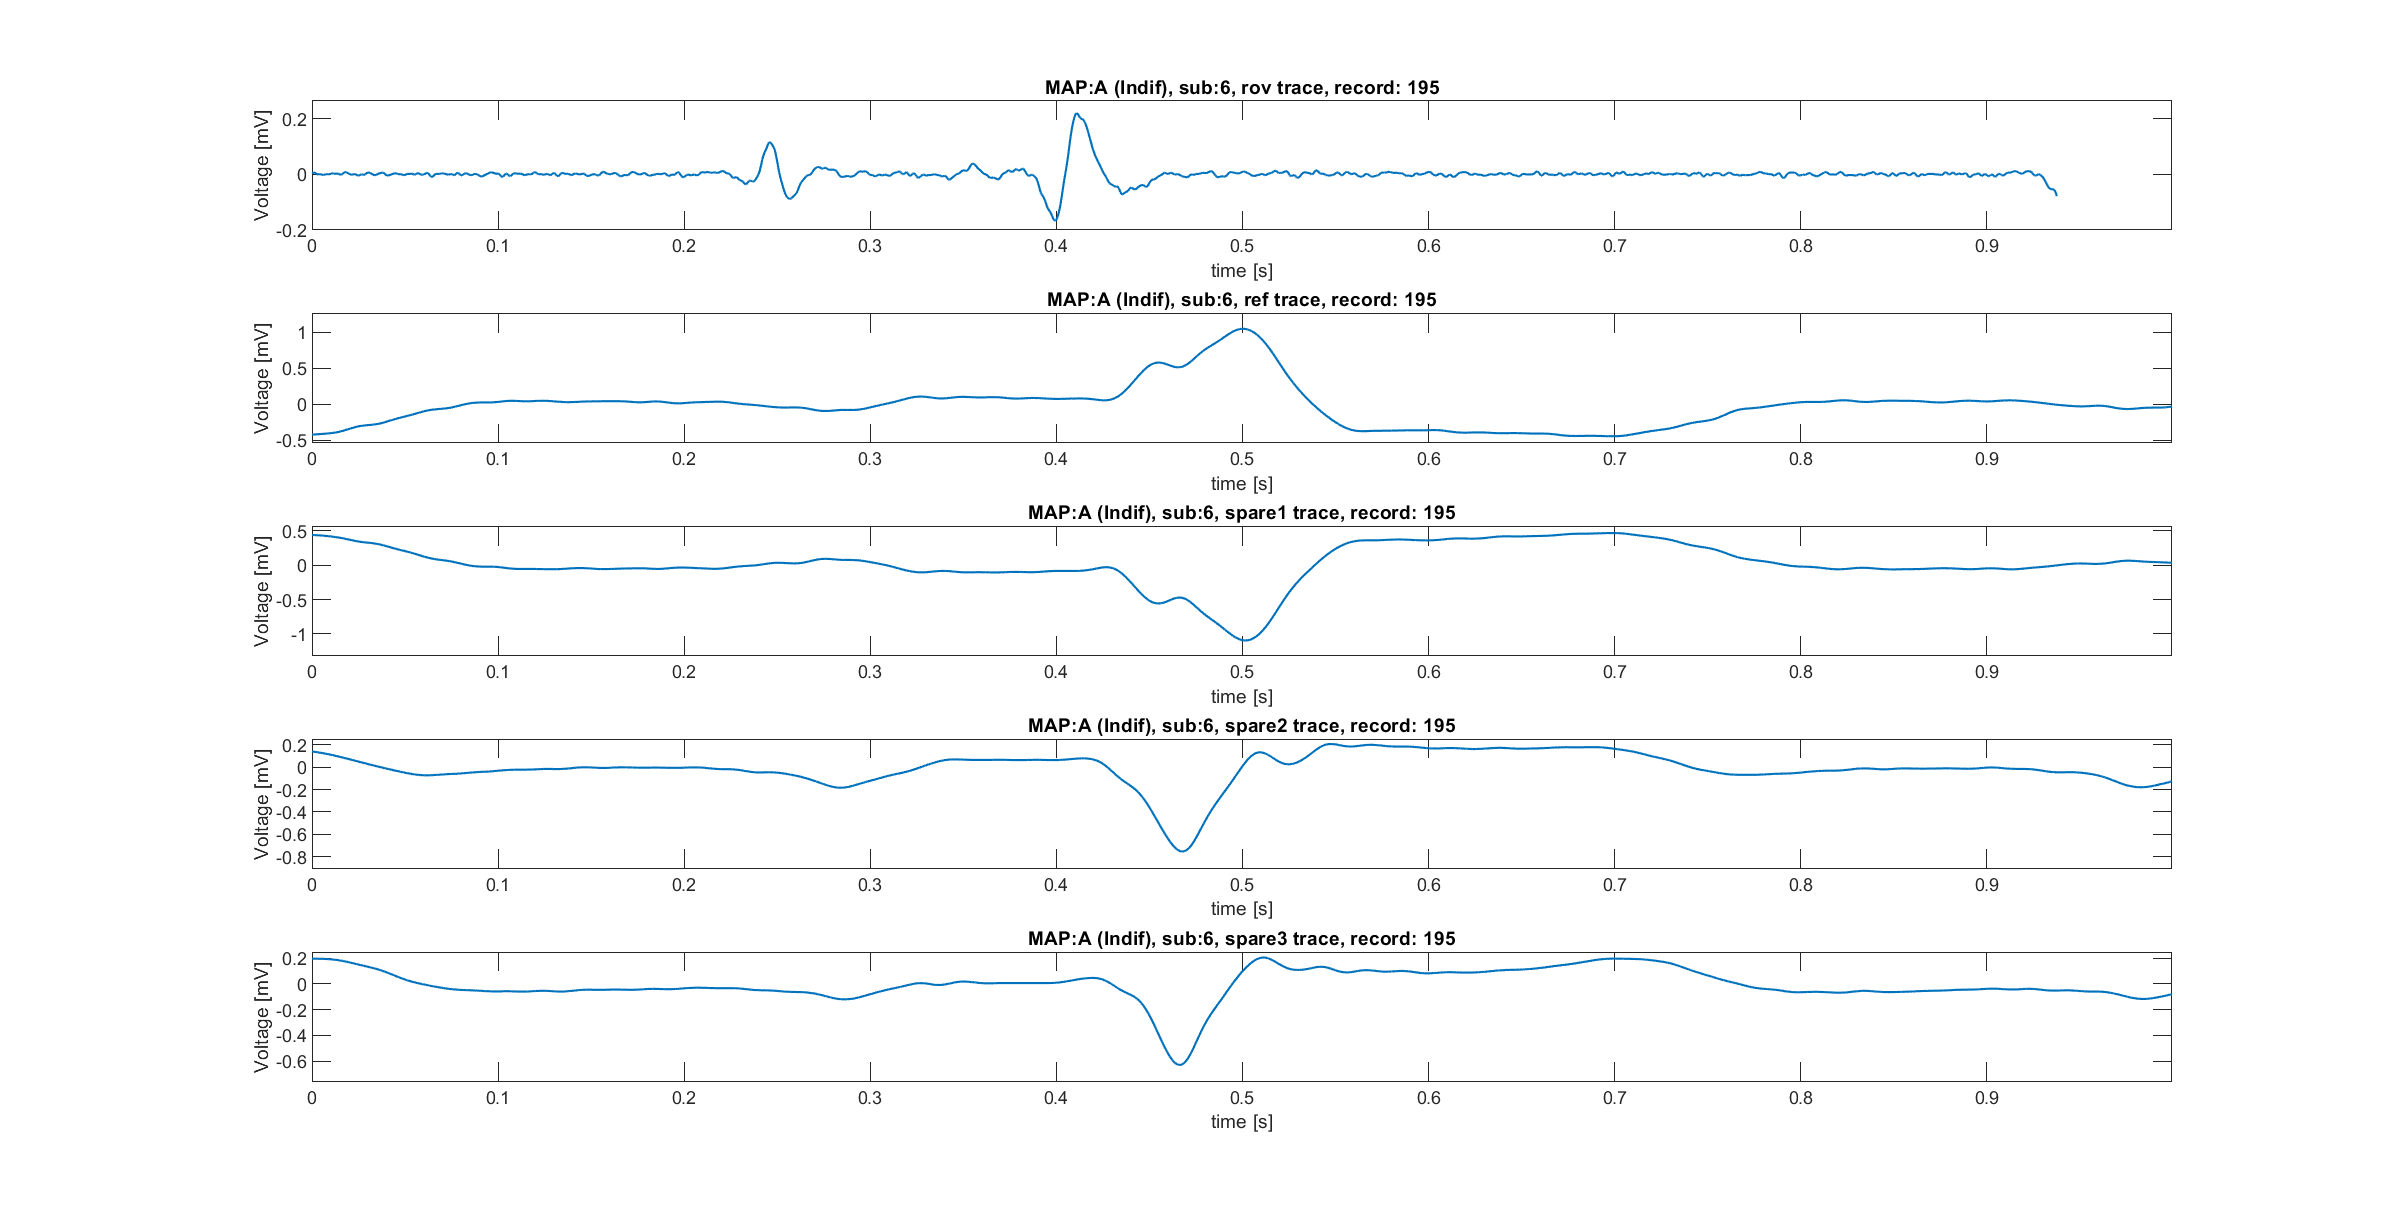 MAP:A (Indif), sub:6, rov trace, record: 195
Voltage [mV]
0.2
0
-0.2
0 0.1 0.2 0.3 0.4 0.5 0.6 0.7 0.8 0.9
time [s]
MAP:A (Indif), sub:6, ref trace, record: 195
Voltage [mV]
1
0.5
0
-0.5
0 0.1 0.2 0.3 0.4 0.5 0.6 0.7 0.8 0.9
time [s]
MAP:A (Indif), sub:6, spare1 trace, record: 195
Voltage [mV]
0.5
0
-0.5
-1
0 0.1 0.2 0.3 0.4 0.5 0.6 0.7 0.8 0.9
time [s]
MAP:A (Indif), sub:6, spare2 trace, record: 195
Voltage [mV]
0.2
0
-0.2
-0.4
-0.6
-0.8
0 0.1 0.2 0.3 0.4 0.5 0.6 0.7 0.8 0.9
time [s]
MAP:A (Indif), sub:6, spare3 trace, record: 195
Voltage [mV]
0.2
0
-0.2
-0.4
-0.6
0 0.1 0.2 0.3 0.4 0.5 0.6 0.7 0.8 0.9
time [s]